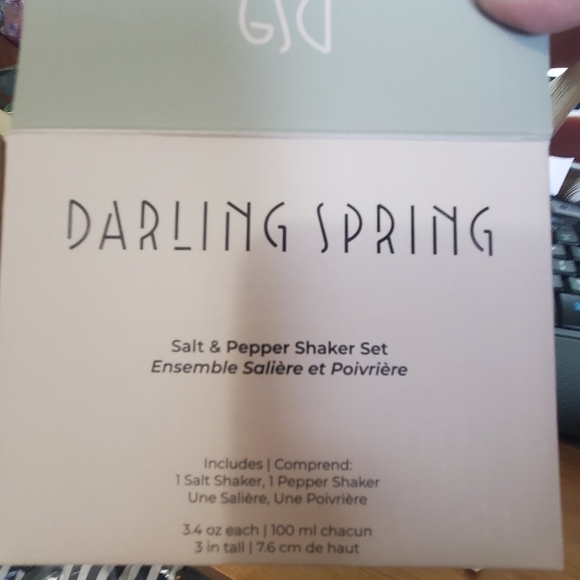 DARLING SPRING
Salt & Pepper Shaker Set
Ensemble Salière et Poivrière
Includes | Comprend:
1 Salt Shaker, 1 Pepper Shaker
Une Salière, Une Poivrière
3.4 oz each | 100 ml chacun
3 in tall | 7.6 cm de haut